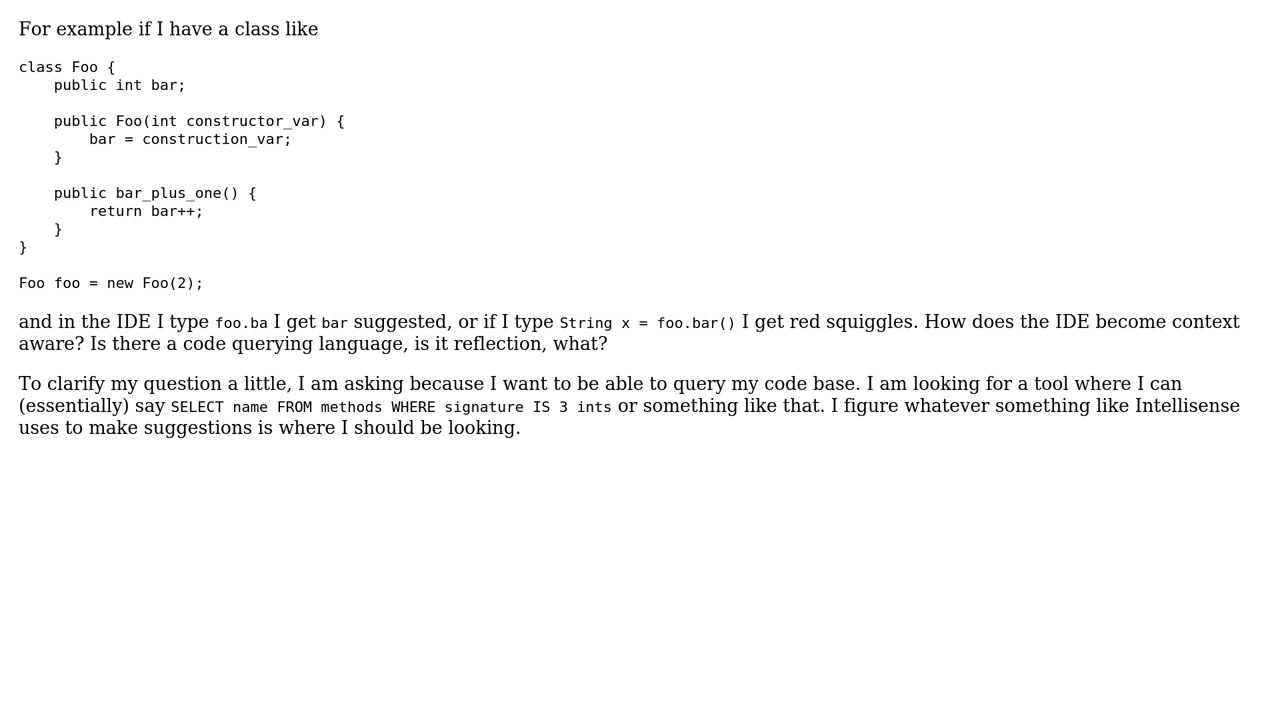 For example if I have a class like
class Foo {
    public int bar;
    public Foo(int constructor_var) {
        bar = construction_var;
    }
    public bar_plus_one() {
        return bar++;
    }
}
Foo foo = new Foo(2);
and in the IDE I type foo.ba I get bar suggested, or if I type String x = foo.bar() I get red squiggles. How does the IDE become context
aware? Is there a code querying language, is it reflection, what?
To clarify my question a little, I am asking because I want to be able to query my code base. I am looking for a tool where I can
(essentially) say SELECT name FROM methods WHERE signature IS 3 ints or something like that. I figure whatever something like Intellisense
uses to make suggestions is where I should be looking.